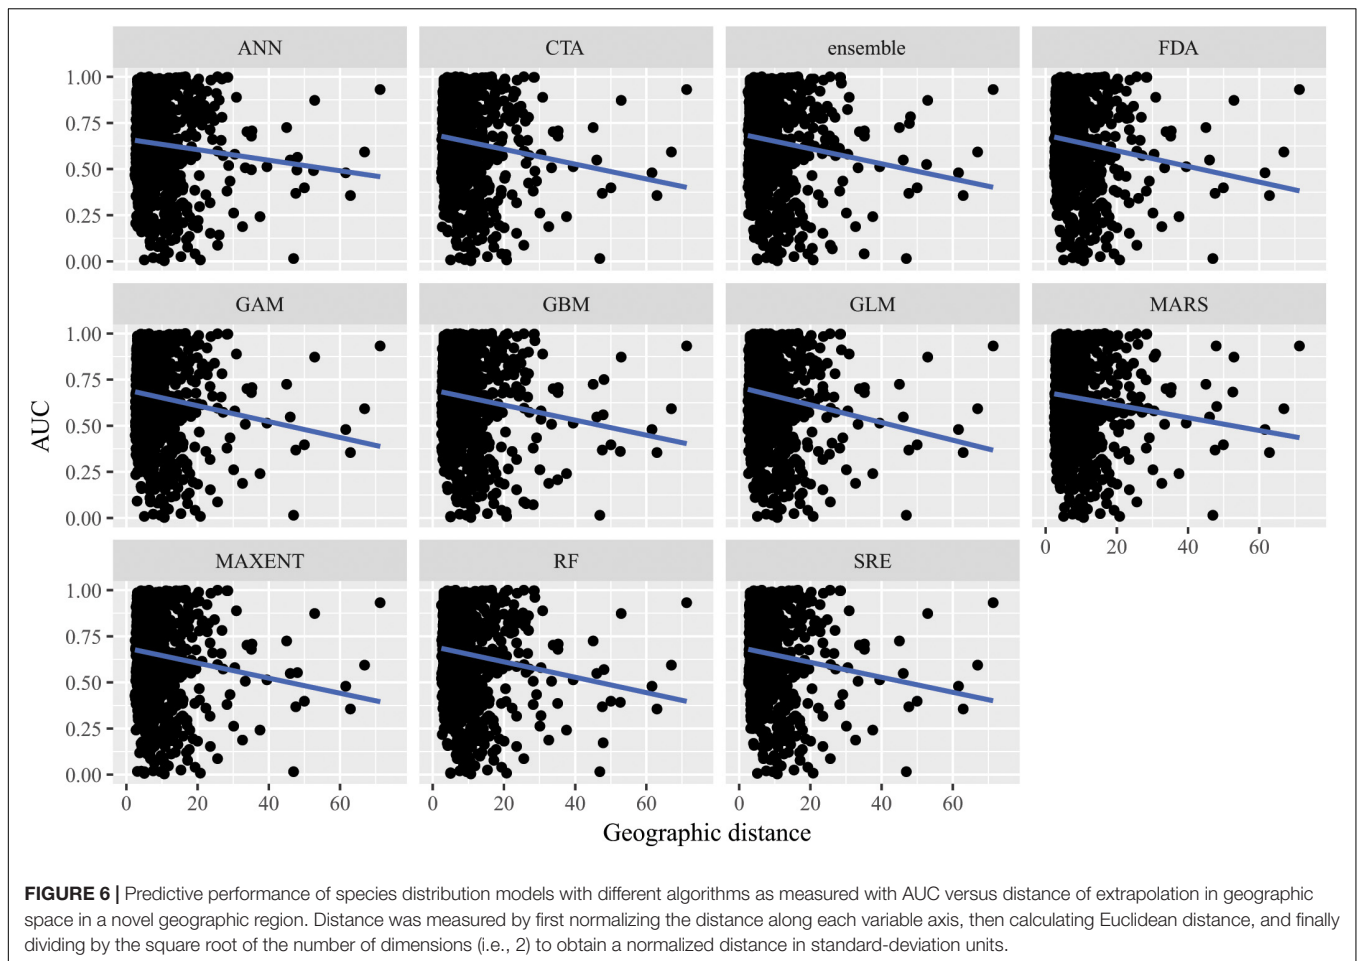 ANN CTA ensemble FDA
1.00
0.75
0.50
0.25
0.00
GAM GBM GLM MARS
1.00
0.75
0.50
0.25
0.00
0 20 40 60
MAXENT RF SRE
1.00
0.75
0.50
0.25
0.00
0 20 40 60 0 20 40 60 0 20 40 60
AUC
Geographic distance
FIGURE 6 | Predictive performance of species distribution models with different algorithms as measured with AUC versus distance of extrapolation in geographic
space in a novel geographic region. Distance was measured by first normalizing the distance along each variable axis, then calculating Euclidean distance, and finally
dividing by the square root of the number of dimensions (i.e., 2) to obtain a normalized distance in standard-deviation units.